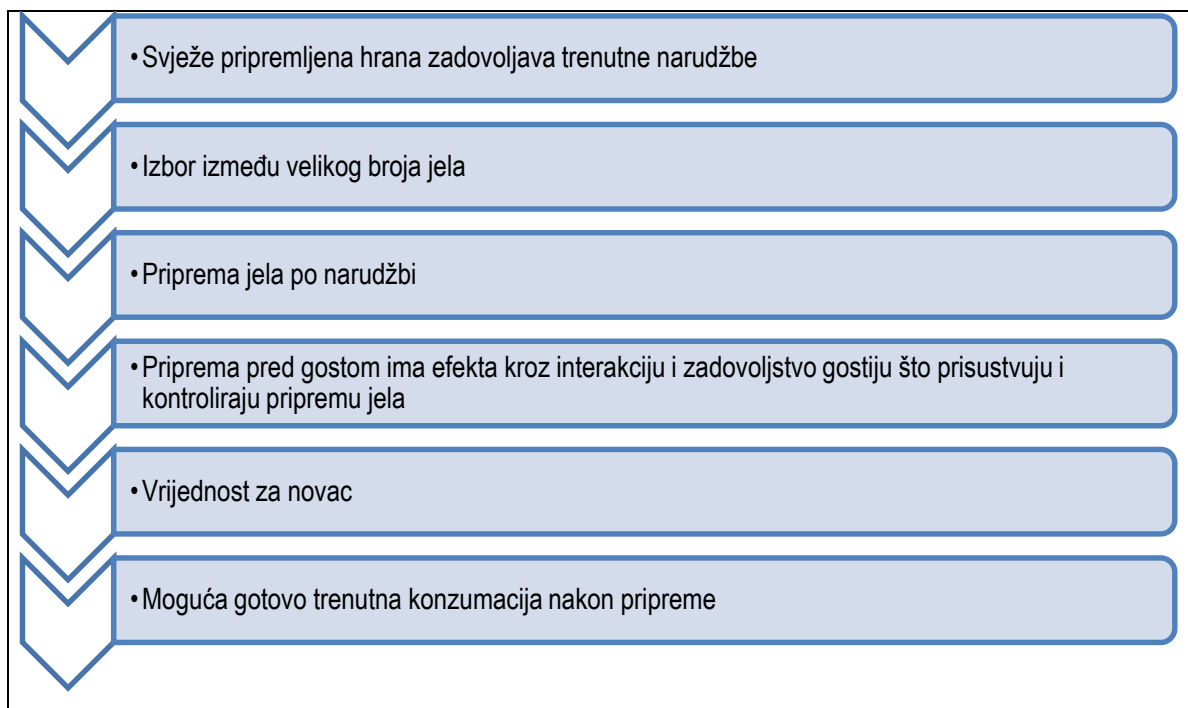 • Svježe pripremljena hrana zadovoljava trenutne narudžbe
• Izbor između velikog broja jela
• Priprema jela po narudžbi
• Priprema pred gostom ima efekta kroz interakciju i zadovoljstvo gostiju što prisustvuju i
kontroliraju pripremu jela
• Vrijednost za novac
• Moguća gotovo trenutna konzumacija nakon pripreme